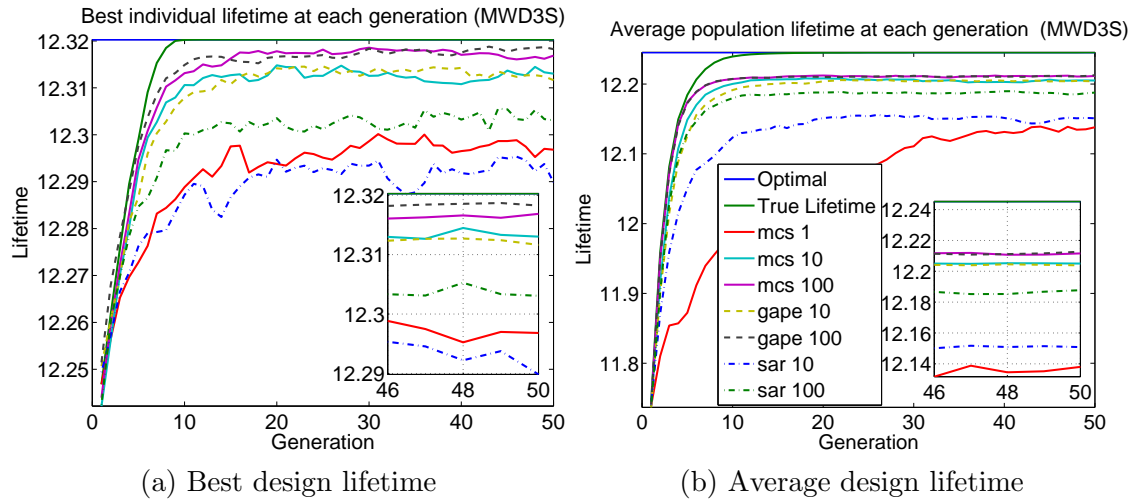 Best individual lifetime at each generation (MWD3S)
12.32
12.31
12.3
12.29
12.28
12.27
12.26
12.25
Lifetime
0 10 20 30 40 50
Generation
12.32
12.31
12.3
12.29
46 48 50
(a) Best design lifetime
Average population lifetime at each generation (MWD3S)
12.2
12.1
12
11.9
11.8
Lifetime
0 10 20 30 40 50
Generation
Optimal
True Lifetime
mcs 1
mcs 10
mcs 100
gape 10
gape 100
sar 10
sar 100
12.24
12.22
12.2
12.18
12.16
12.14
46 48 50
(b) Average design lifetime